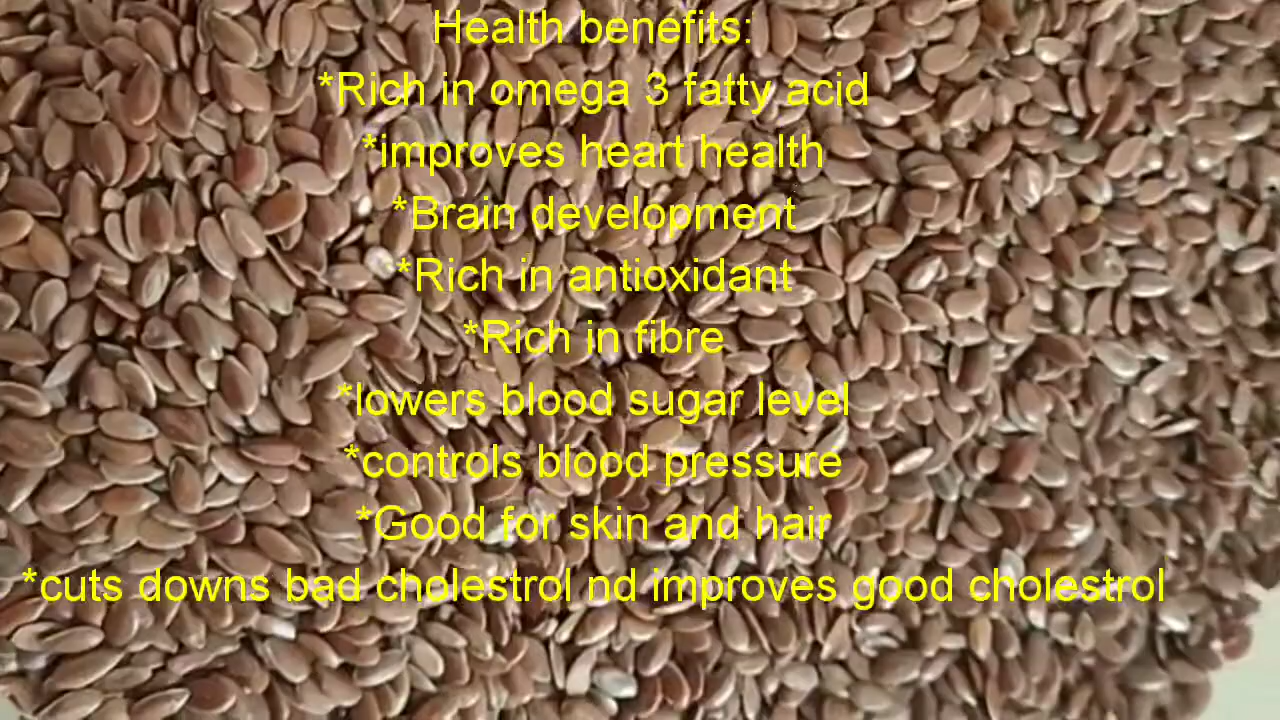 Health benefits:
*Rich in omega 3 fatty acid
*improves heart health
*Brain development
*Rich in antioxidant
*Rich in fibre
*lowers blood sugar level
*controls blood pressure
*Good for skin and hair
*cuts downs bad cholestrol nd improves good cholestrol